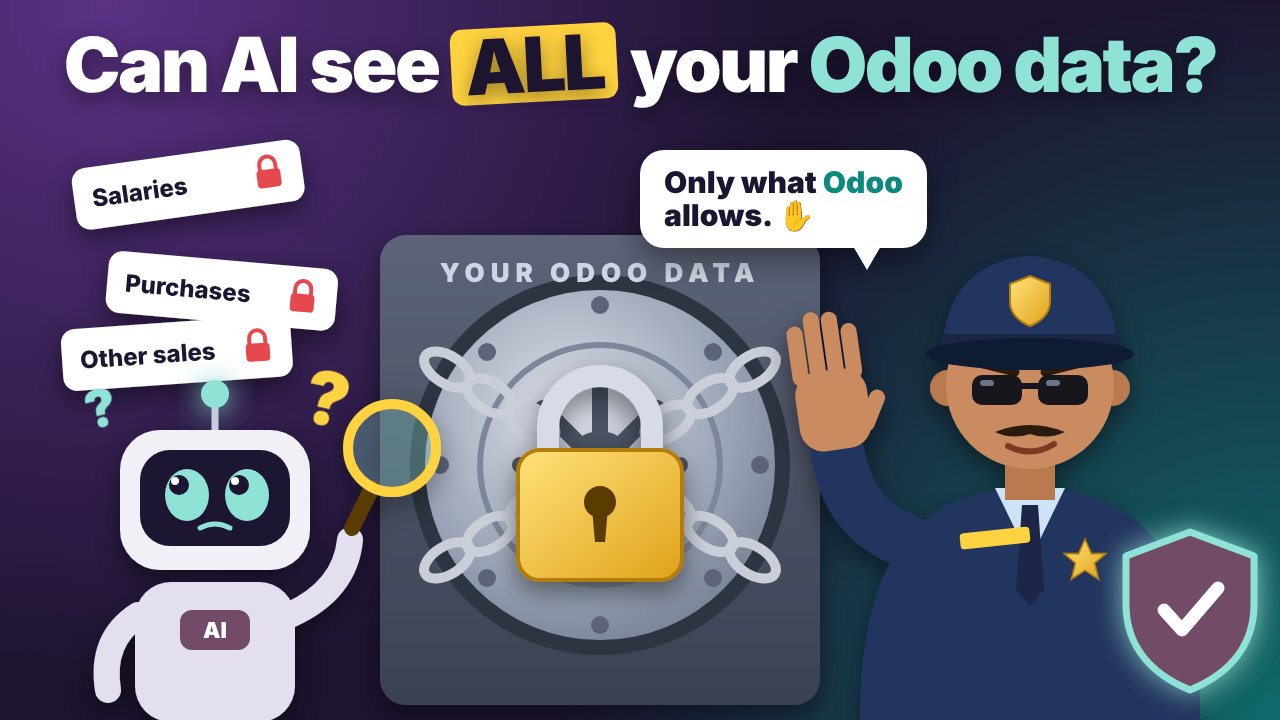 Can AI see ALL your Odoo data?
Salaries
Purchases
Other sales
?
?
AI
Only what Odoo
allows. ✋
YOUR ODOO DATA